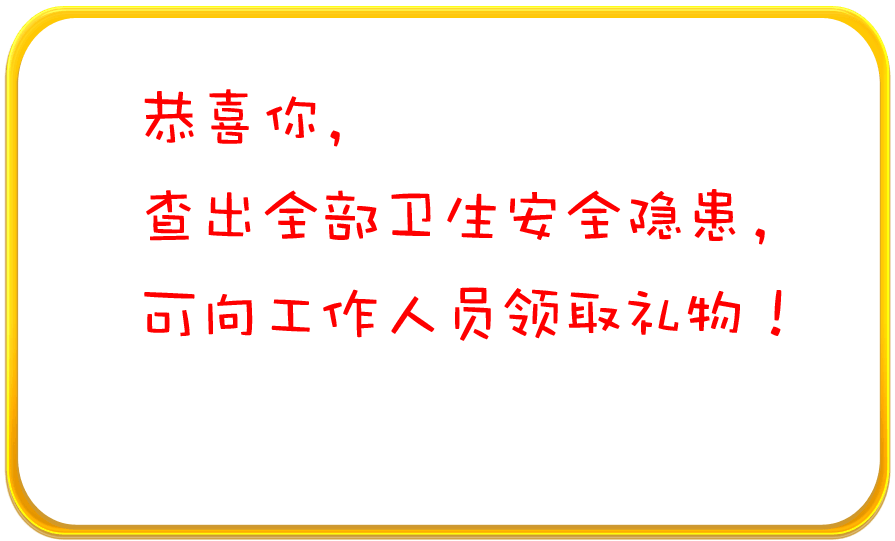 恭喜你，
查出全部卫生安全隐患，
可向工作人员领取礼物！